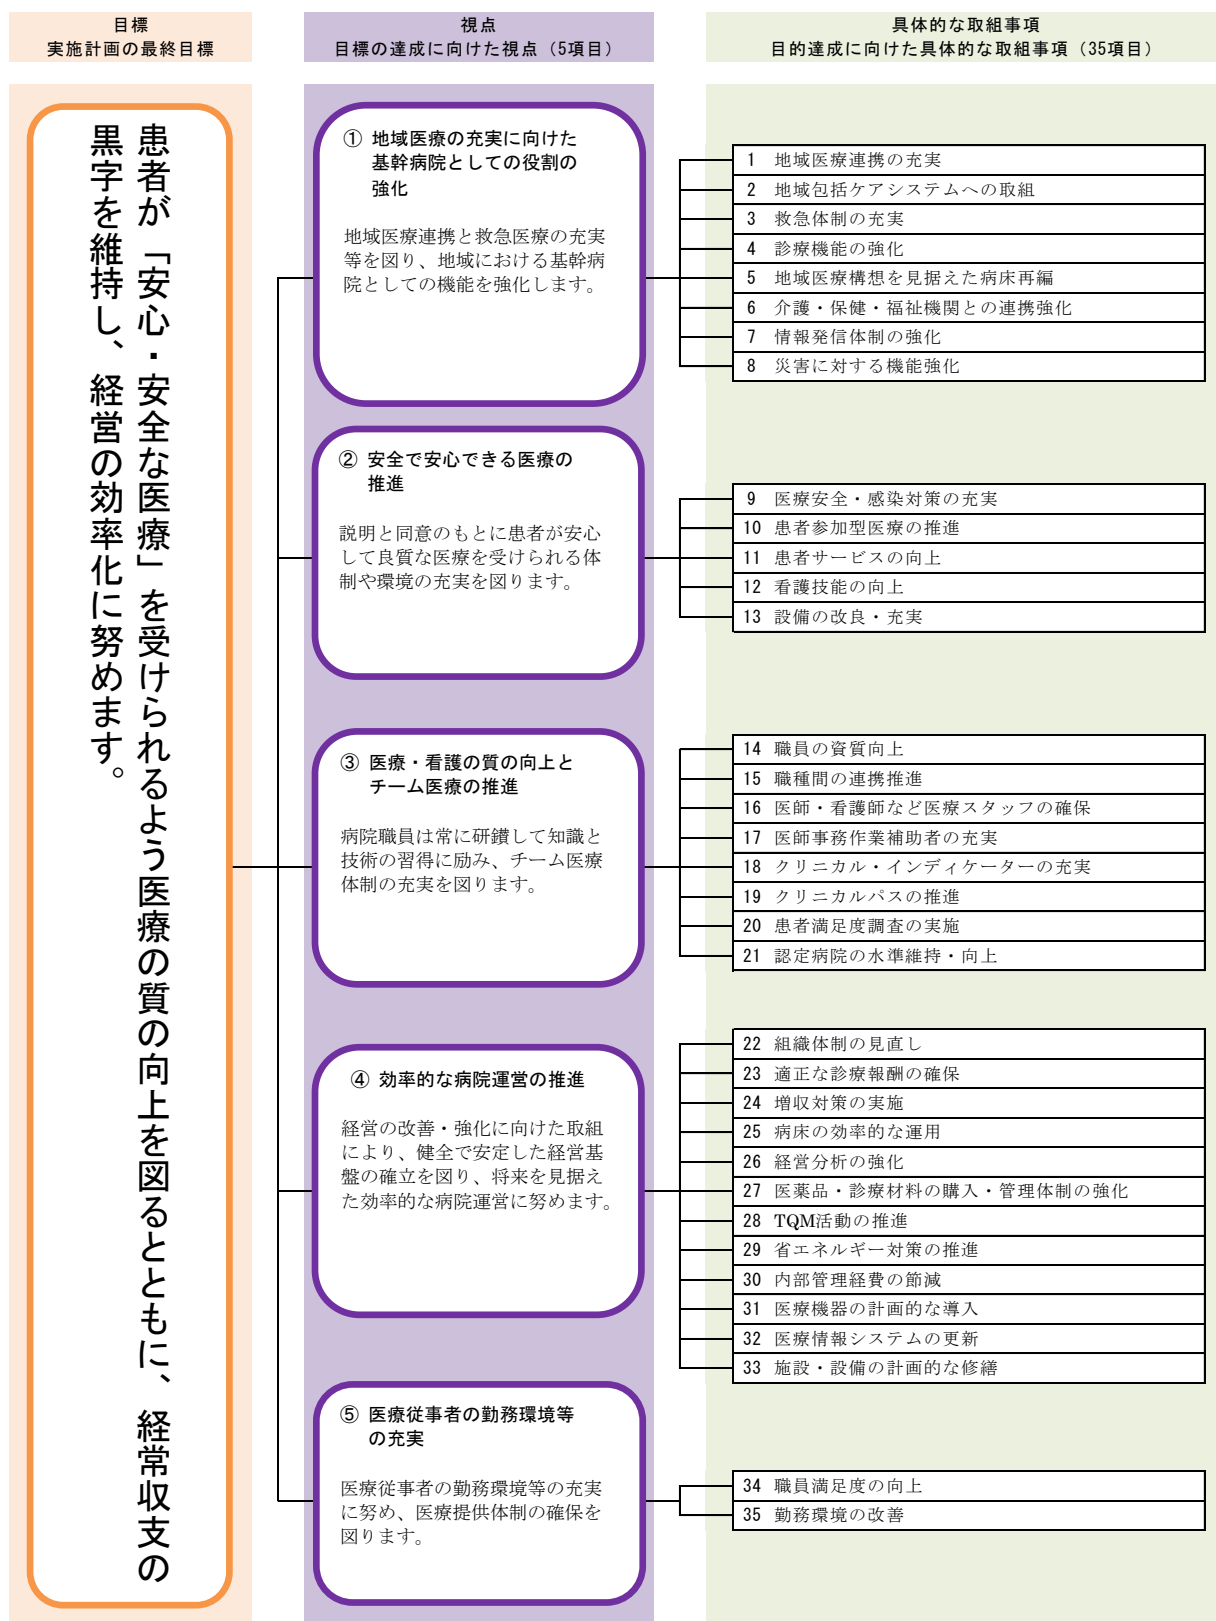 目標
実施計画の最終目標
視点
目標の達成に向けた視点（5項目）
具体的な取組事項
目的達成に向けた具体的な取組事項（35項目）
患者が「安心・安全な医療」を受けられるよう医療の質の向上を図るとともに、経常収支の
黒字を維持し、経営の効率化に努めます。
① 地域医療の充実に向けた
基幹病院としての役割の
強化
地域医療連携と救急医療の充実
等を図り、地域における基幹病
院としての機能を強化します。
1 地域医療連携の充実
2 地域包括ケアシステムへの取組
3 救急体制の充実
4 診療機能の強化
5 地域医療構想を見据えた病床再編
6 介護・保健・福祉機関との連携強化
7 情報発信体制の強化
8 災害に対する機能強化
② 安全で安心できる医療の
推進
説明と同意のもとに患者が安心
して良質な医療を受けられる体
制や環境の充実を図ります。
9 医療安全・感染対策の充実
10 患者参加型医療の推進
11 患者サービスの向上
12 看護技能の向上
13 設備の改良・充実
③ 医療・看護の質の向上と
チーム医療の推進
病院職員は常に研鑽して知識と
技術の習得に励み、チーム医療
体制の充実を図ります。
14 職員の資質向上
15 職種間の連携推進
16 医師・看護師など医療スタッフの確保
17 医師事務作業補助者の充実
18 クリニカル・インディケーターの充実
19 クリニカルパスの推進
20 患者満足度調査の実施
21 認定病院の水準維持・向上
④ 効率的な病院運営の推進
経営の改善・強化に向けた取組
により、健全で安定した経営基
盤の確立を図り、将来を見据え
た効率的な病院運営に努めます。
22 組織体制の見直し
23 適正な診療報酬の確保
24 増収対策の実施
25 病床の効率的な運用
26 経営分析の強化
27 医薬品・診療材料の購入・管理体制の強化
28 TQM活動の推進
29 省エネルギー対策の推進
30 内部管理経費の節減
31 医療機器の計画的な導入
32 医療情報システムの更新
33 施設・設備の計画的な修繕
⑤ 医療従事者の勤務環境等
の充実
医療従事者の勤務環境等の充実
に努め、医療提供体制の確保を
図ります。
34 職員満足度の向上
35 勤務環境の改善